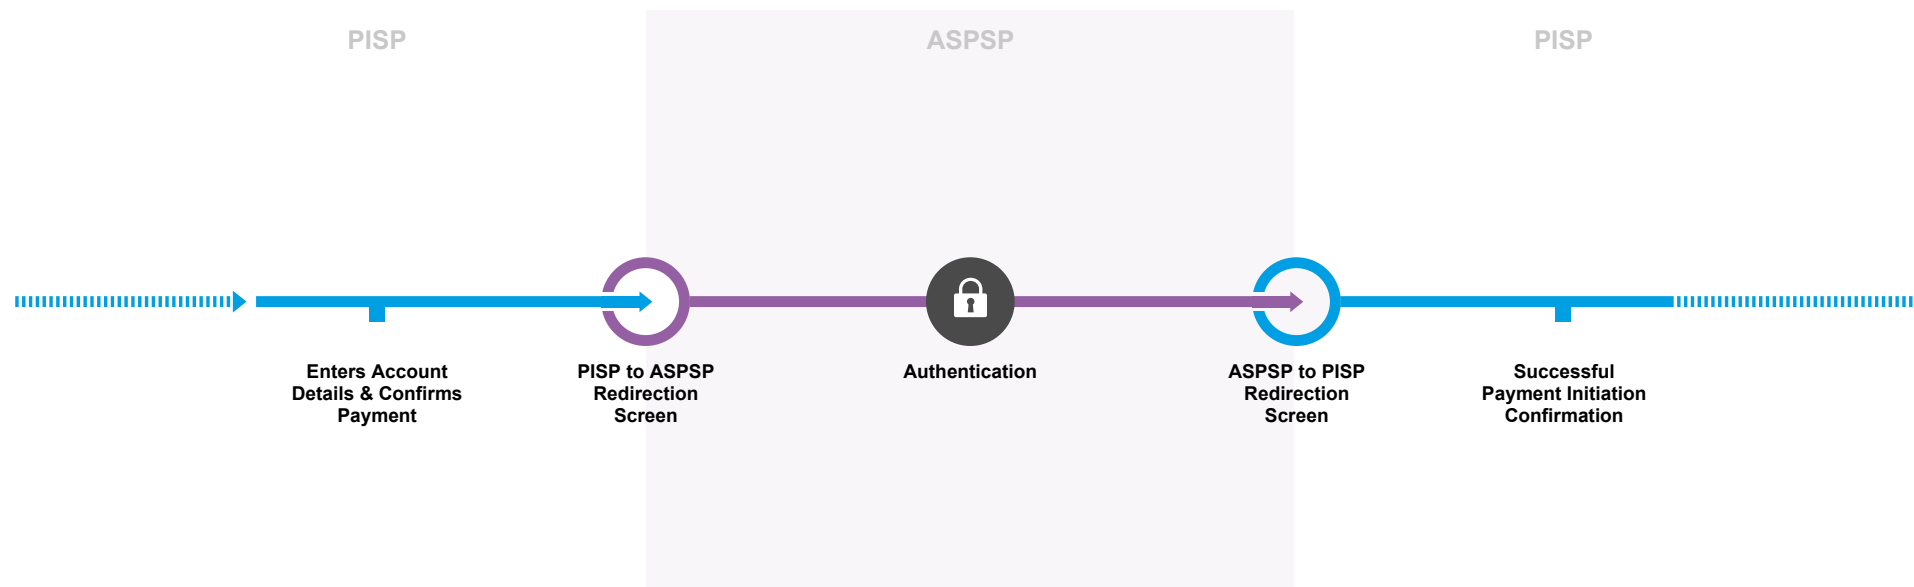 PISP
ASPSP
PISP
Enters Account
Details & Confirms
Payment
PISP to ASPSP
Redirection
Screen
Authentication
ASPSP to PISP
Redirection
Screen
Successful
Payment Initiation
Confirmation